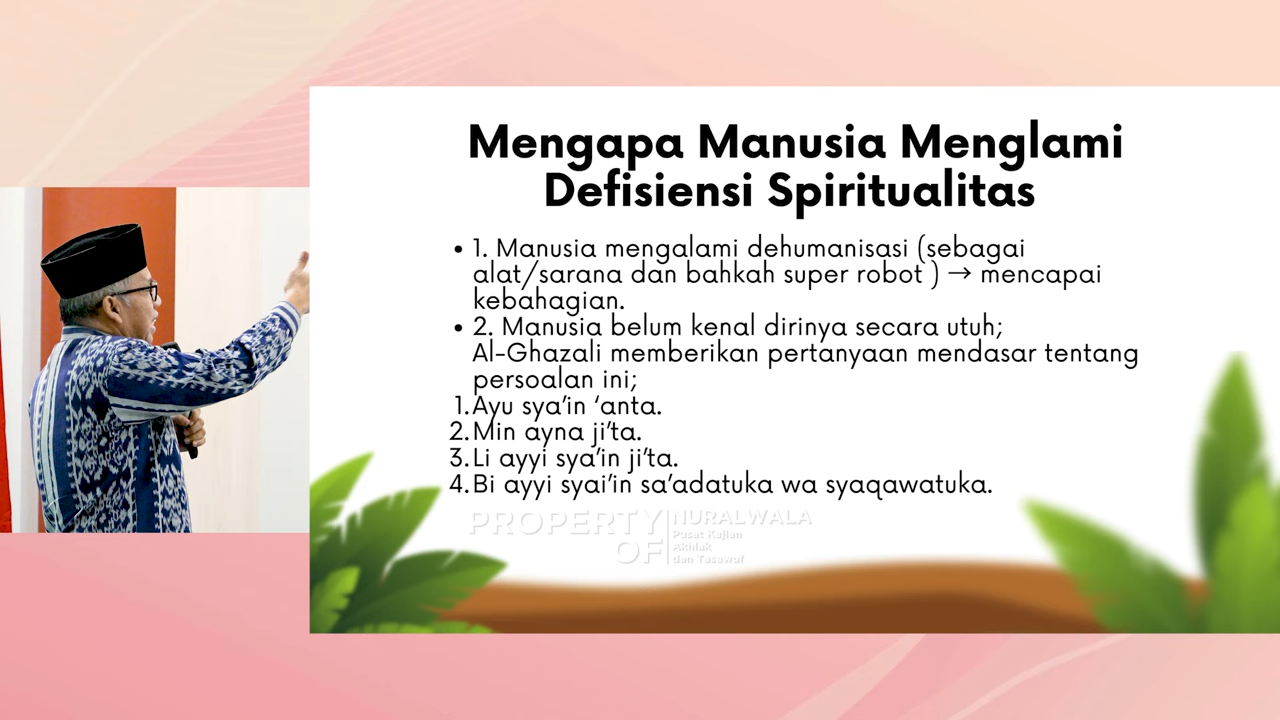 Mengapa Manusia Menglami
Defisiensi Spiritualitas
• 1. Manusia mengalami dehumanisasi (sebagai
alat/sarana dan bahkah super robot ) → mencapai
kebahagian.
• 2. Manusia belum kenal dirinya secara utuh;
Al-Ghazali memberikan pertanyaan mendasar tentang
persoalan ini;
1. Ayu sya’in ‘anta.
2. Min ayna ji’ta.
3. Li ayyi sya’in ji’ta.
4. Bi ayyi syai’in sa’adatuka wa syaqawatuka.
PROPERTY OF
NURALWALA
Pusat Kajian
Akhlak
dan Tasawuf